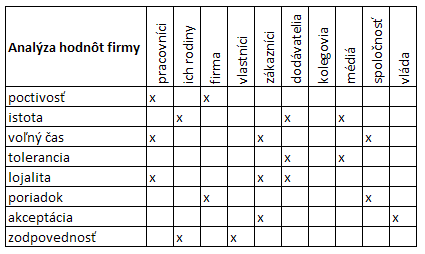 Analýza hodnôt firmy pracovníci ich rodiny firma vlastníci zákazníci dodávatelia kolegovia médiá spoločnosť vláda
poctivosť x x
istota x x x
voľný čas x x x
tolerancia x x
lojalita x x x
poriadok x x
akceptácia x x
zodpovednosť x x